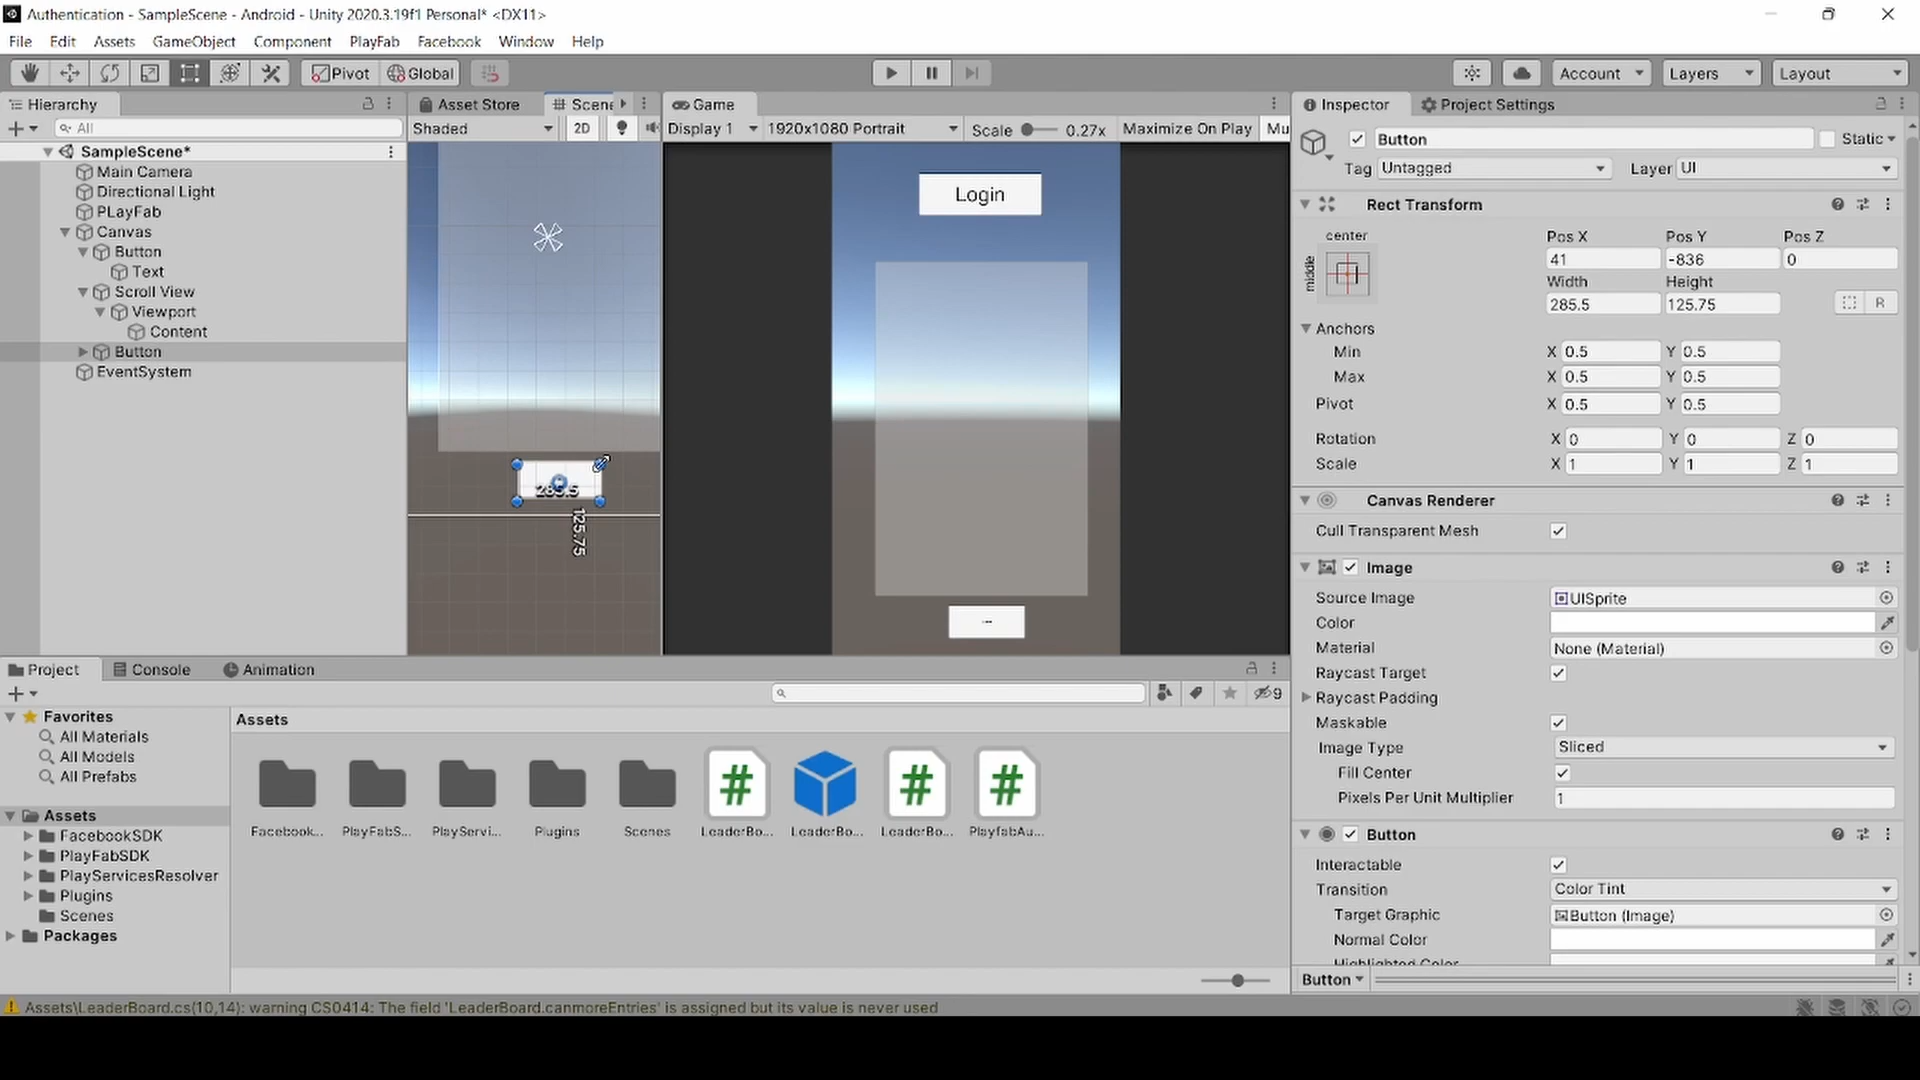 Authentication - SampleScene - Android - Unity 2020.3.19f1 Personal* <DX11>
File Edit Assets GameObject Component PlayFab Facebook Window Help
Pivot Global Account Layers Layout
Hierarchy
All
SampleScene*
Main Camera
Directional Light
PLayFab
Canvas
Button
Text
Scroll View
Viewport
Content
Button
EventSystem
Asset Store Scene
Shaded 2D
285.5
125.75
Game
Display 1 1920x1080 Portrait Scale 0.27x Maximize On Play Mu
Login
Inspector Project Settings
Button Static
Tag Untagged Layer UI
Rect Transform
center
middle
Pos X Pos Y Pos Z
41 -836 0
Width Height
285.5 125.75 R
Anchors
Min X 0.5 Y 0.5
Max X 0.5 Y 0.5
Pivot X 0.5 Y 0.5
Rotation X 0 Y 0 Z 0
Scale X 1 Y 1 Z 1
Canvas Renderer
Cull Transparent Mesh
Image
Source Image UISprite
Color
Material None (Material)
Raycast Target
Raycast Padding
Maskable
Image Type Sliced
Fill Center
Pixels Per Unit Multiplier 1
Button
Interactable
Transition Color Tint
Target Graphic Button (Image)
Normal Color
Highlighted Color
Button
Project Console Animation
9
Favorites
All Materials
All Models
All Prefabs
Assets
FacebookSDK
PlayFabSDK
PlayServicesResolver
Plugins
Scenes
Packages
Assets
Facebook... PlayFabS... PlayServi... Plugins Scenes LeaderBo... LeaderBo... LeaderBo... PlayfabAu...
Assets\LeaderBoard.cs(10,14): warning CS0414: The field 'LeaderBoard.canmoreEntries' is assigned but its value is never used